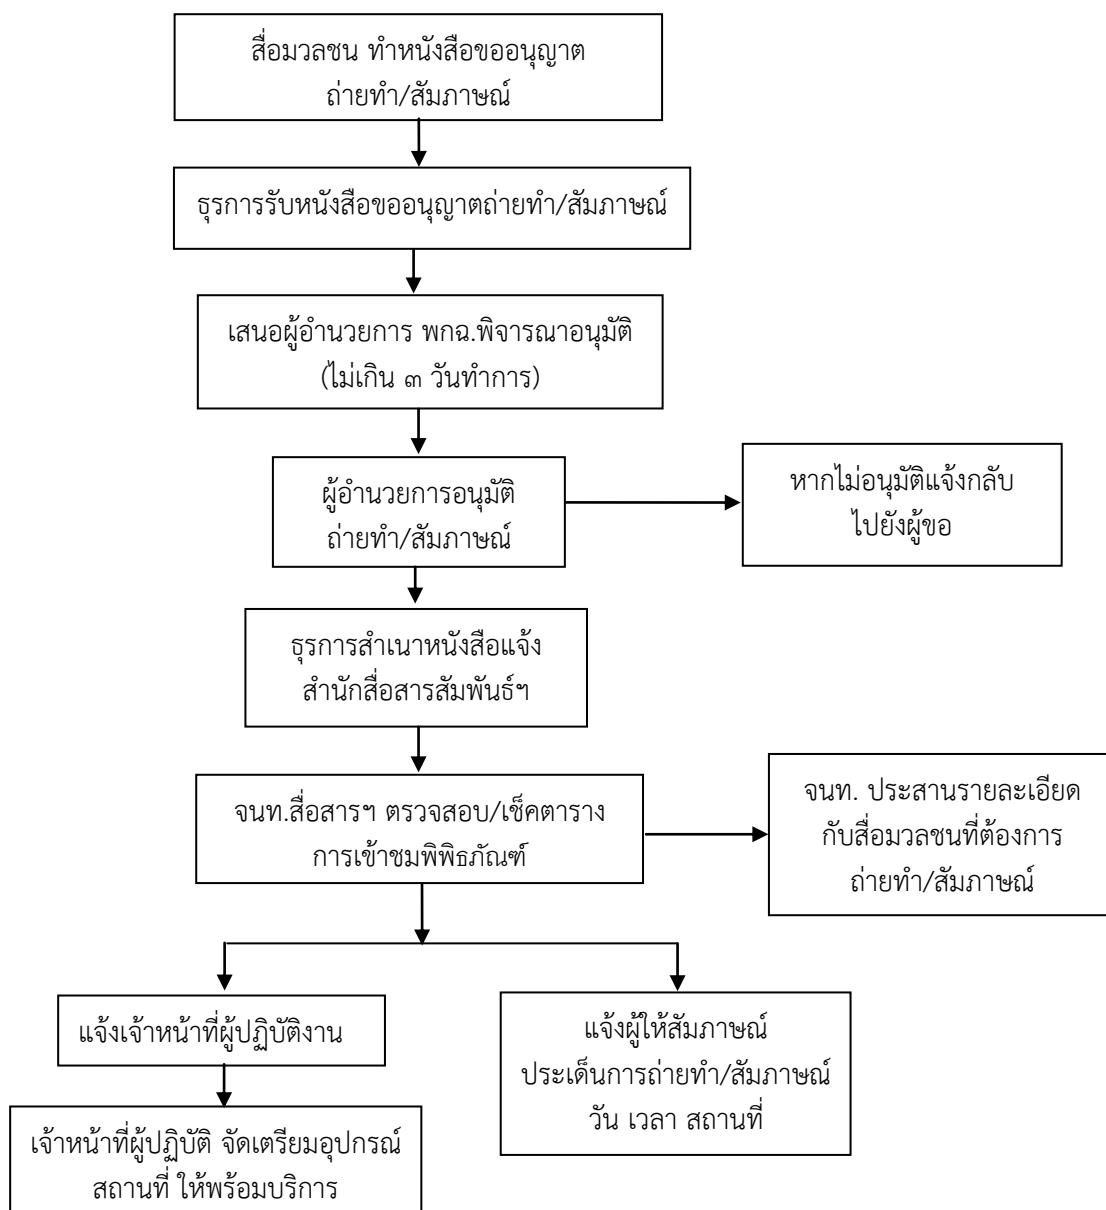 สื่อมวลชน ทำหนังสือขออนุญาต
ถ่ายทำ/สัมภาษณ์
ธุรการรับหนังสือขออนุญาตถ่ายทำ/สัมภาษณ์
เสนอผู้อำนวยการ พกฉ.พิจารณาอนุมัติ
(ไม่เกิน ๓ วันทำการ)
ผู้อำนวยการอนุมัติ
ถ่ายทำ/สัมภาษณ์
หากไม่อนุมัติแจ้งกลับ
ไปยังผู้ขอ
ธุรการสำเนาหนังสือแจ้ง
สำนักสื่อสารสัมพันธ์ฯ
จนท.สื่อสารฯ ตรวจสอบ/เช็คตาราง
การเข้าชมพิพิธภัณฑ์
จนท. ประสานรายละเอียด
กับสื่อมวลชนที่ต้องการ
ถ่ายทำ/สัมภาษณ์
แจ้งเจ้าหน้าที่ผู้ปฏิบัติงาน
เจ้าหน้าที่ผู้ปฏิบัติ จัดเตรียมอุปกรณ์
สถานที่ ให้พร้อมบริการ
แจ้งผู้ให้สัมภาษณ์
ประเด็นการถ่ายทำ/สัมภาษณ์
วัน เวลา สถานที่